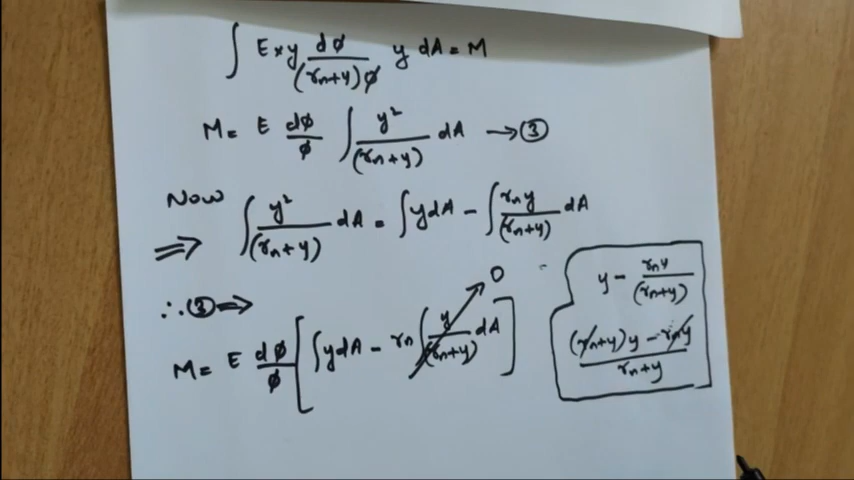 ∫ E × y dφ/((rn+y)φ) y dA = M
M = E dφ/φ ∫ y²/(rn+y) dA → ③
Now
⇒ ∫ y²/(rn+y) dA = ∫ y dA - ∫ rn y/(rn+y) dA
∴ ③ ⇒
M = E dφ/φ [ ∫ y dA - rn ∫ y/(rn+y) dA ] 0
y - rn y/(rn+y)
((rn+y) y - rn y)/(rn+y)